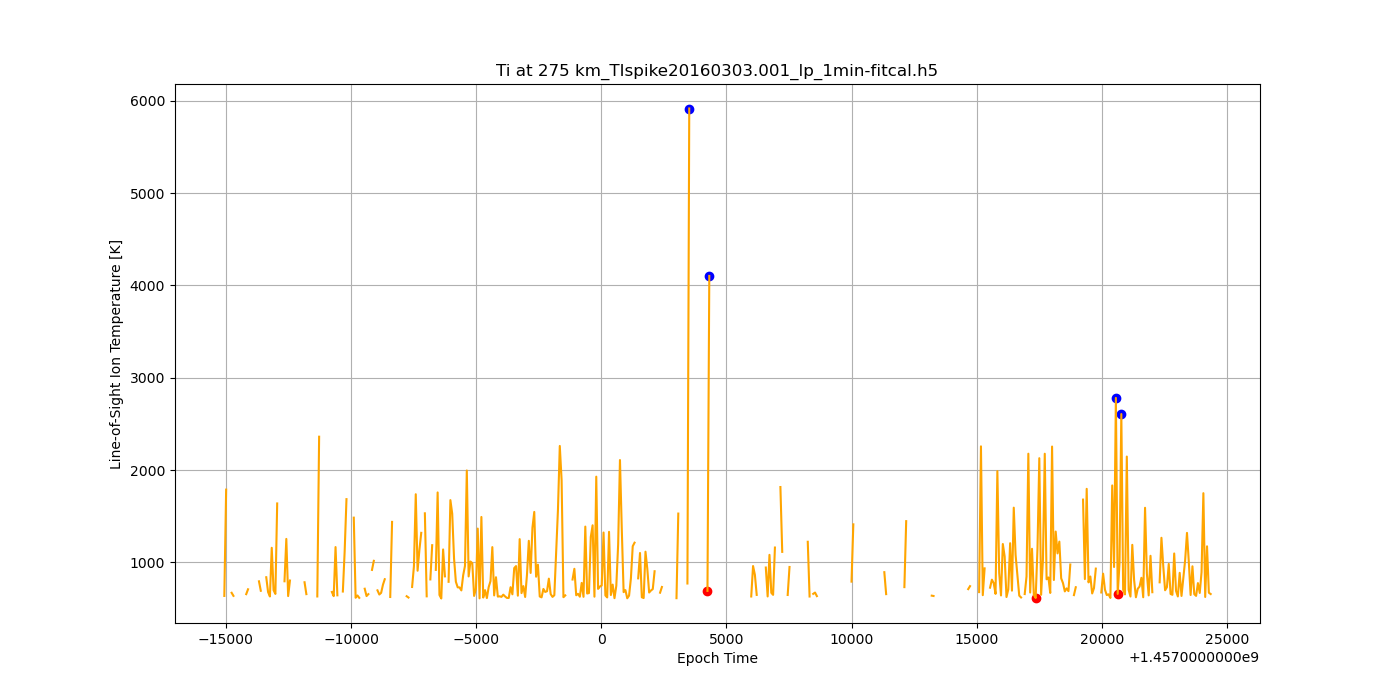 Ti at 275 km_TIspike20160303.001_lp_1min-fitcal.h5
6000
5000
4000
3000
2000
1000
Line-of-Sight Ion Temperature [K]
−15000 −10000 −5000 0 5000 10000 15000 20000 25000
Epoch Time
+1.4570000000e9